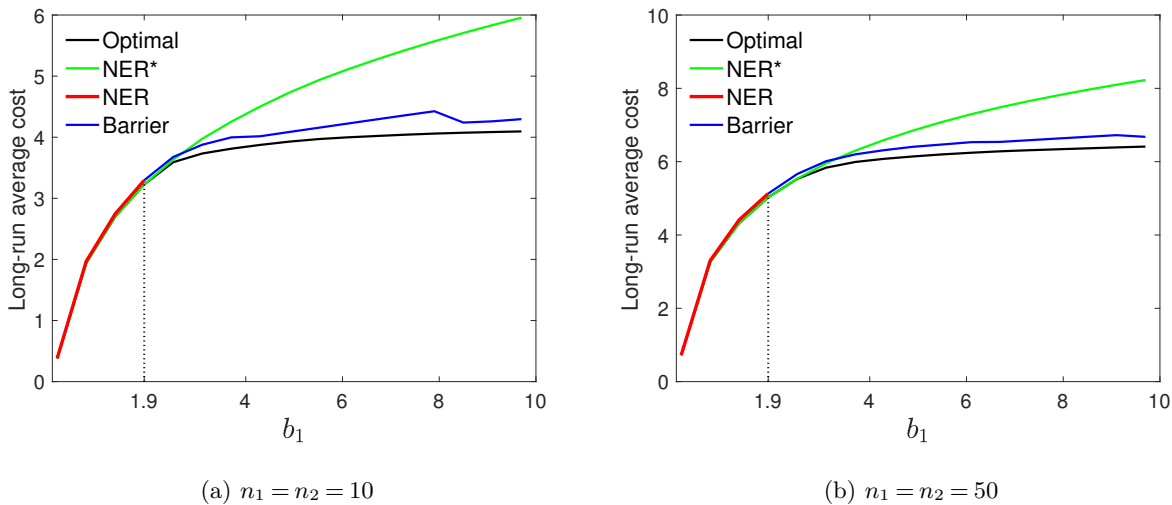 Long-run average cost
6
5
4
3
2
1
0
Optimal
NER*
NER
Barrier
1.9 4 6 8 10
b₁
(a) n₁ = n₂ = 10
Long-run average cost
10
8
6
4
2
0
Optimal
NER*
NER
Barrier
1.9 4 6 8 10
b₁
(b) n₁ = n₂ = 50